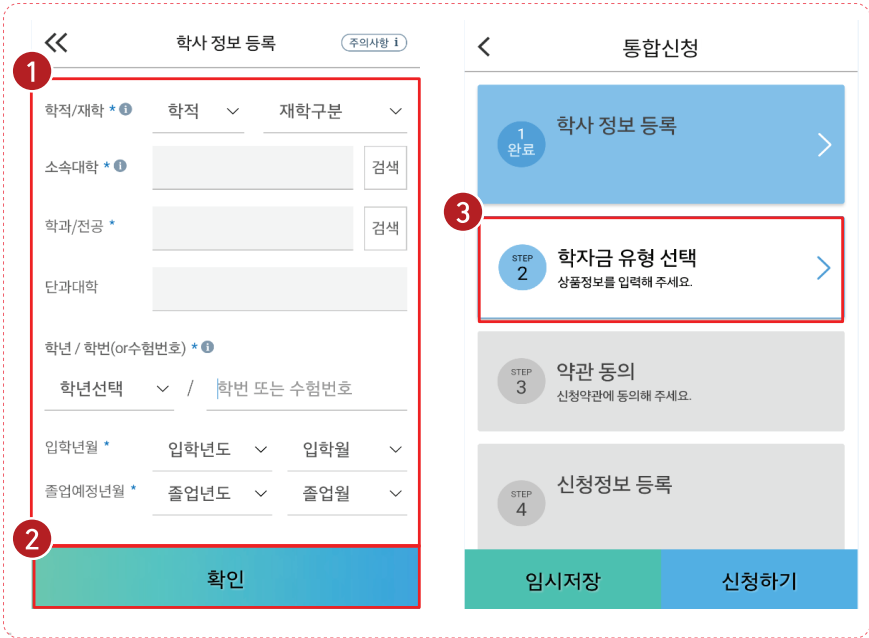 학사 정보 등록
주의사항 i
1
학적/재학 * i
학적
재학구분
소속대학 * i
검색
학과/전공 *
검색
단과대학
학년 / 학번(or수험번호) * i
학년선택 / 학번 또는 수험번호
입학년월 *
입학년도
입학월
졸업예정년월 *
졸업년도
졸업월
2
확인
통합신청
1
완료
학사 정보 등록
3
STEP
2
학자금 유형 선택
상품정보를 입력해 주세요.
STEP
3
약관 동의
신청약관에 동의해 주세요.
STEP
4
신청정보 등록
임시저장
신청하기